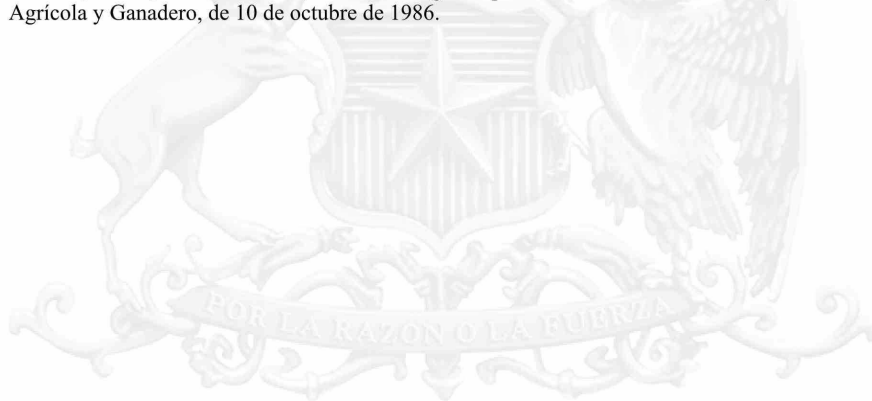 Agrícola y Ganadero, de 10 de octubre de 1986.
POR LA RAZON O LA FUERZA